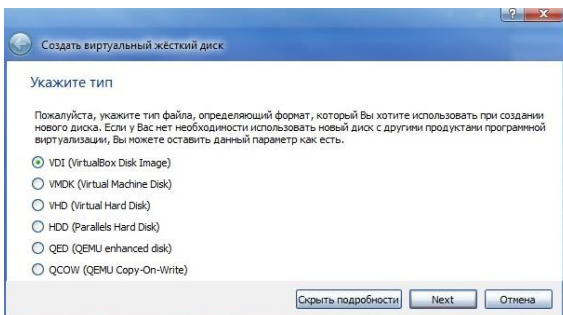 Создать виртуальный жёсткий диск
Укажите тип
Пожалуйста, укажите тип файла, определяющий формат, который Вы хотите использовать при создании
нового диска. Если у Вас нет необходимости использовать новый диск с другими продуктами программной
виртуализации, Вы можете оставить данный параметр как есть.
VDI (VirtualBox Disk Image)
VMDK (Virtual Machine Disk)
VHD (Virtual Hard Disk)
HDD (Parallels Hard Disk)
QED (QEMU enhanced disk)
QCOW (QEMU Copy-On-Write)
Скрыть подробности Next Отмена